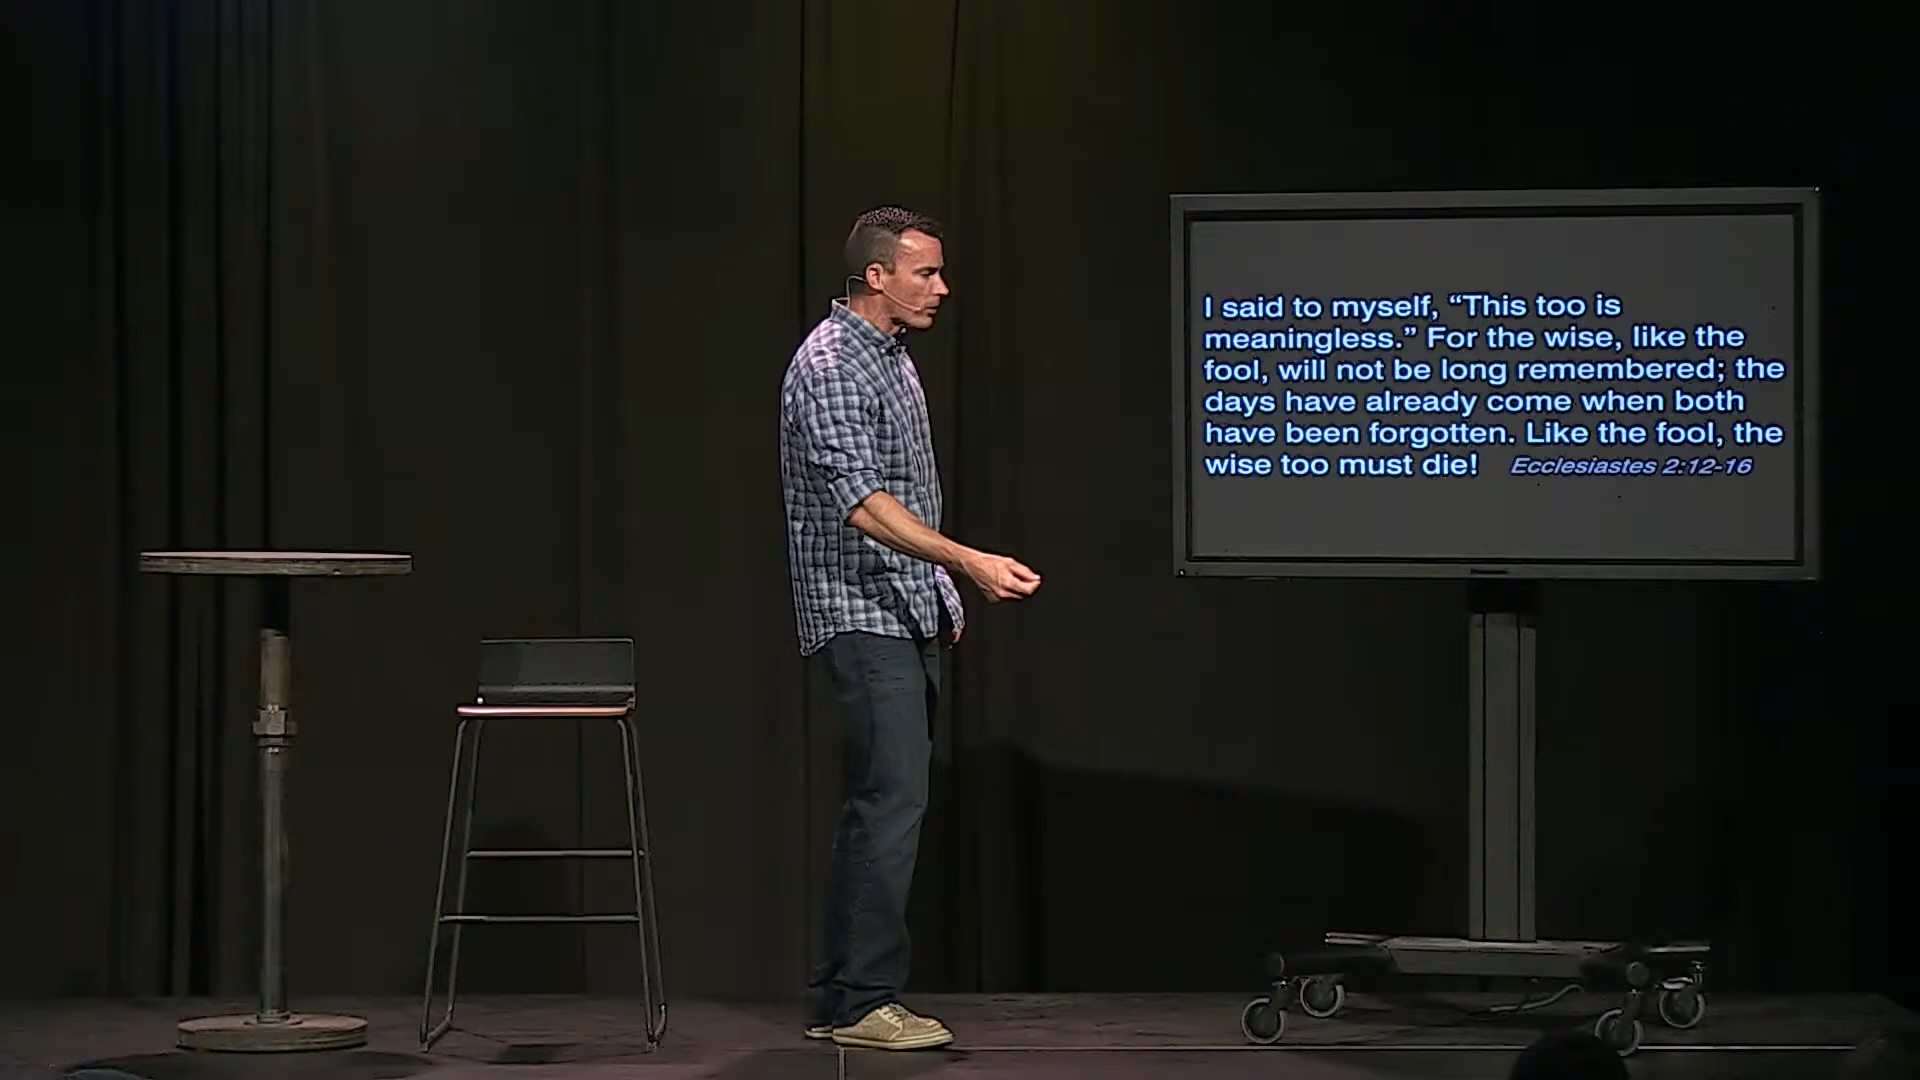 I said to myself, “This too is
meaningless.” For the wise, like the
fool, will not be long remembered; the
days have already come when both
have been forgotten. Like the fool, the
wise too must die! Ecclesiastes 2:12-16